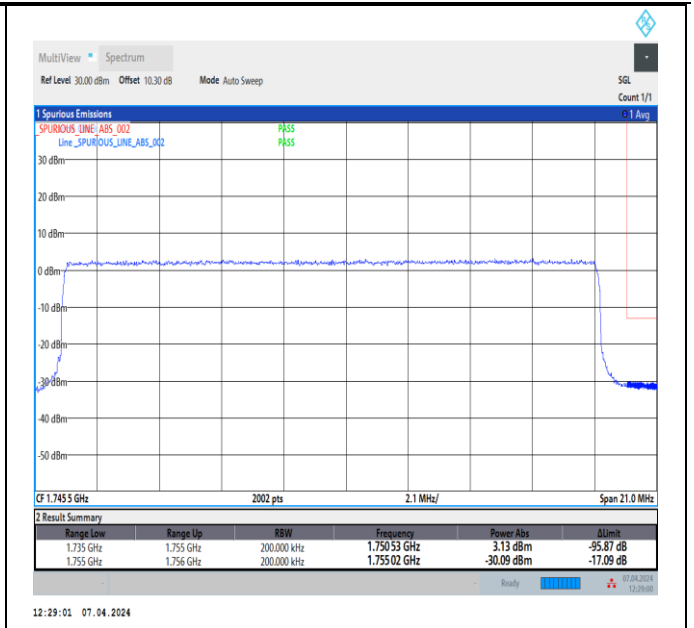 MultiView Spectrum
Ref Level 30.00 dBm Offset 10.30 dB Mode Auto Sweep SGL
Count 1/1
1 Spurious Emissions 1 Avg
_SPURIOUS_LINE_ABS_002 PASS
Line _SPURIOUS_LINE_ABS_002 PASS
30 dBm
20 dBm
10 dBm
0 dBm
-10 dBm
-20 dBm
-30 dBm
-40 dBm
-50 dBm
CF 1.745 5 GHz 2002 pts 2.1 MHz/ Span 21.0 MHz
2 Result Summary
Range Low Range Up RBW Frequency Power Abs ΔLimit
1.735 GHz 1.755 GHz 200.000 kHz 1.750 53 GHz 3.13 dBm -95.87 dB
1.755 GHz 1.756 GHz 200.000 kHz 1.755 02 GHz -30.09 dBm -17.09 dB
Ready 07.04.2024
12:29:00
12:29:01 07.04.2024